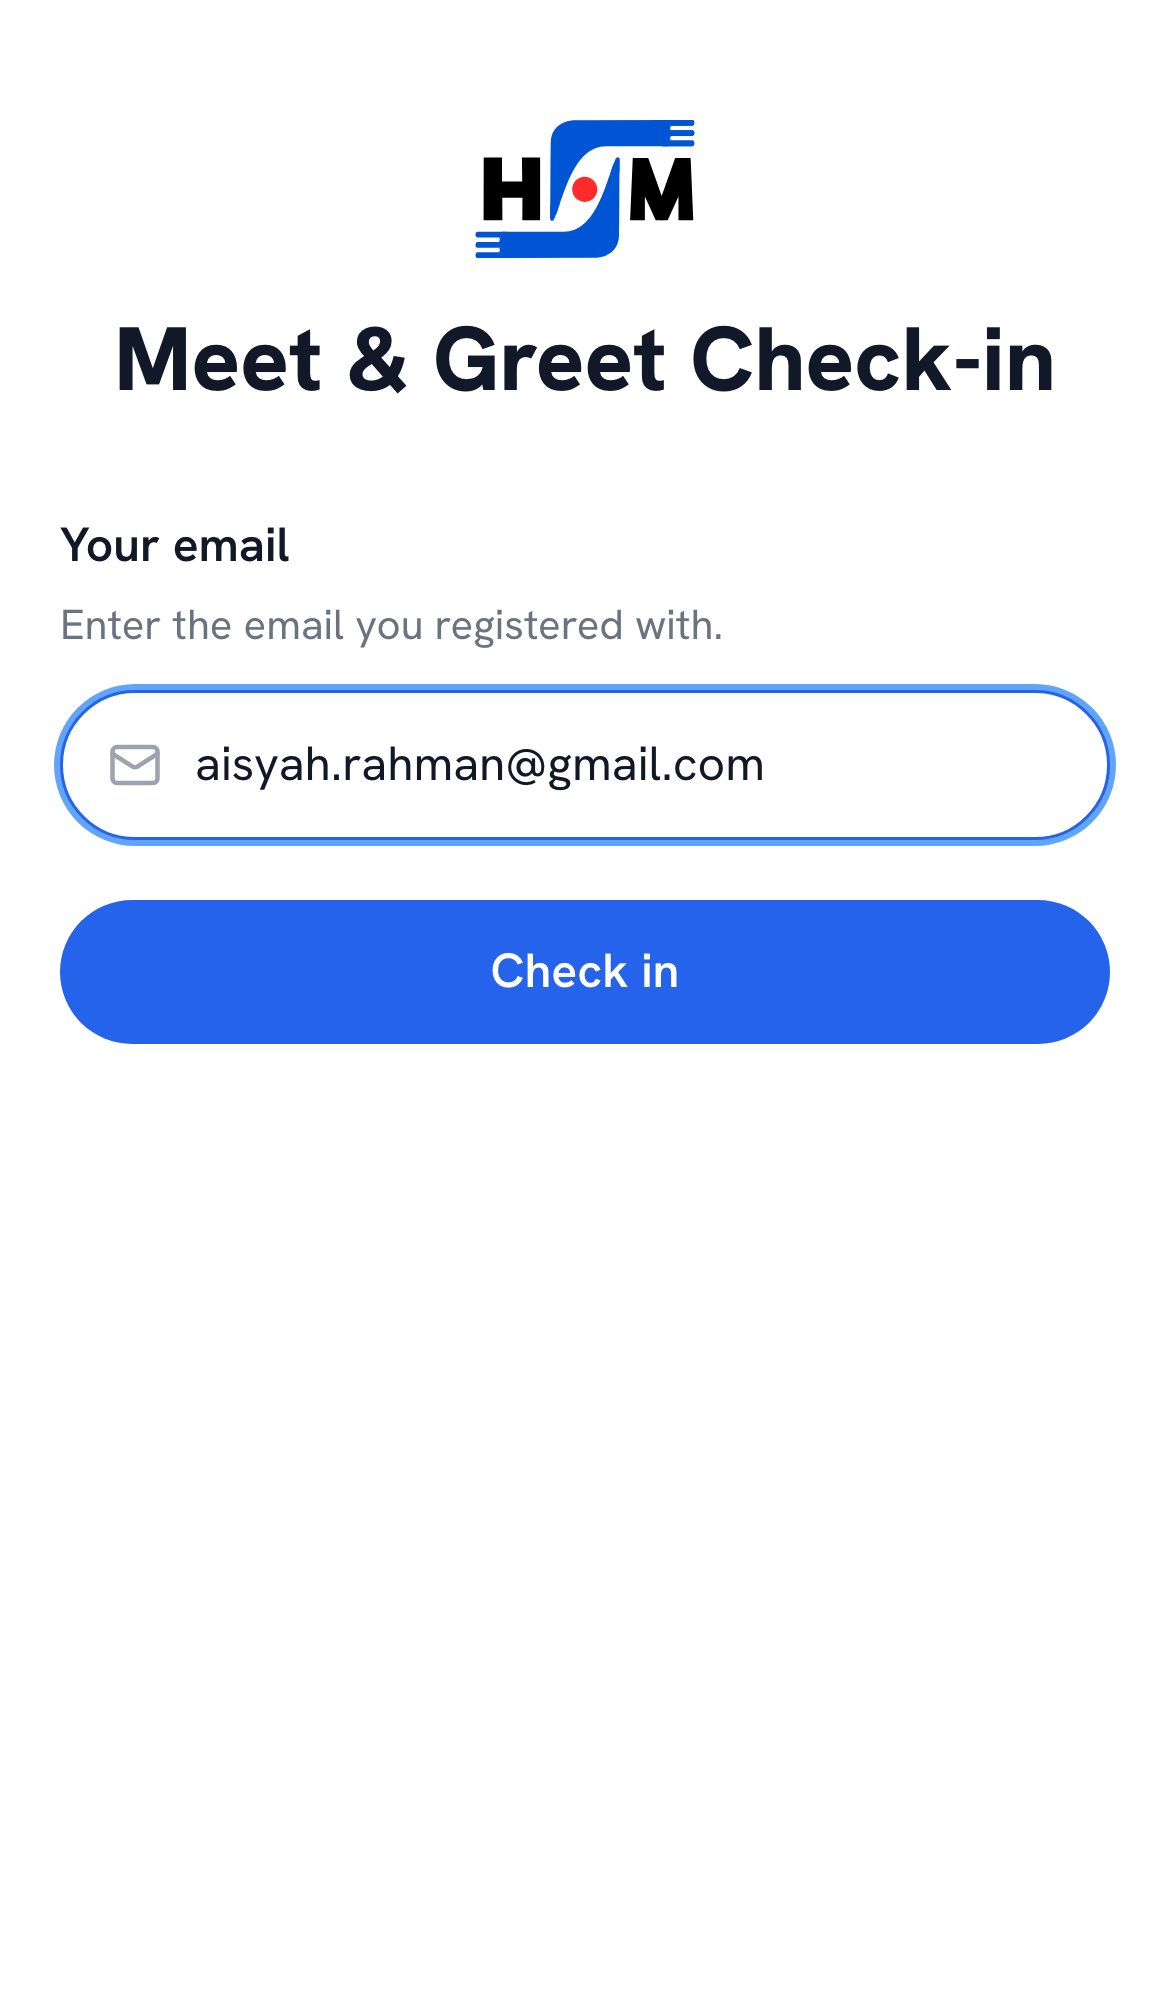 HSM
Meet & Greet Check-in
Your email
Enter the email you registered with.
aisyah.rahman@gmail.com
Check in